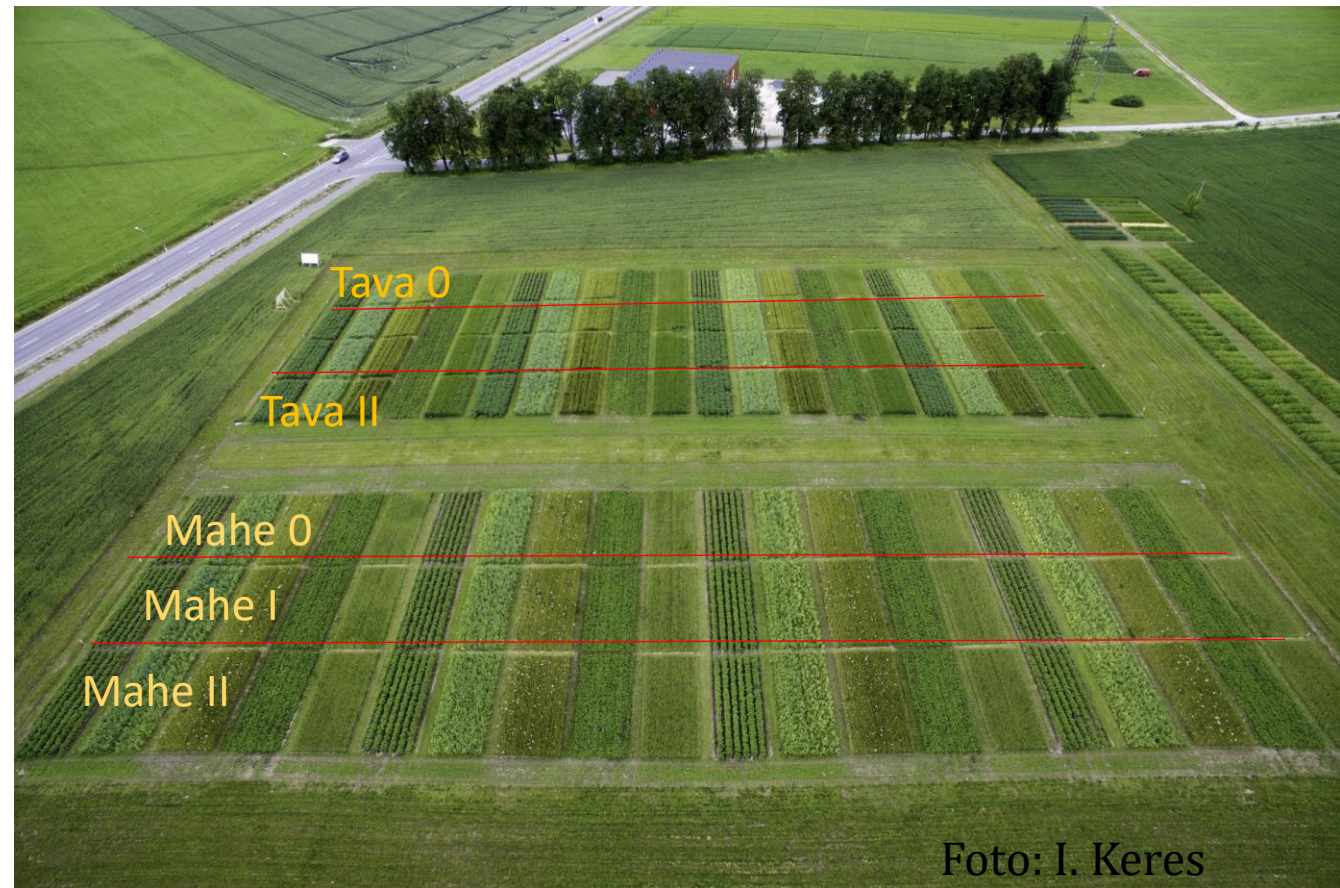 Tava 0
Tava II
Mahe 0
Mahe I
Mahe II
Foto: I. Keres